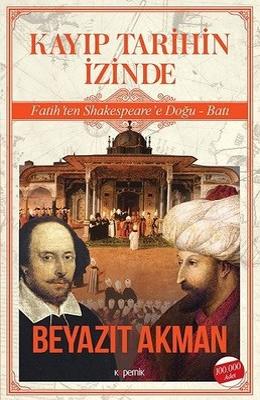 KAYIP TARİHİN
İZİNDE
Fatih'ten Shakespeare'e Doğu - Batı
BEYAZIT AKMAN
100.000
Adet
kopernik